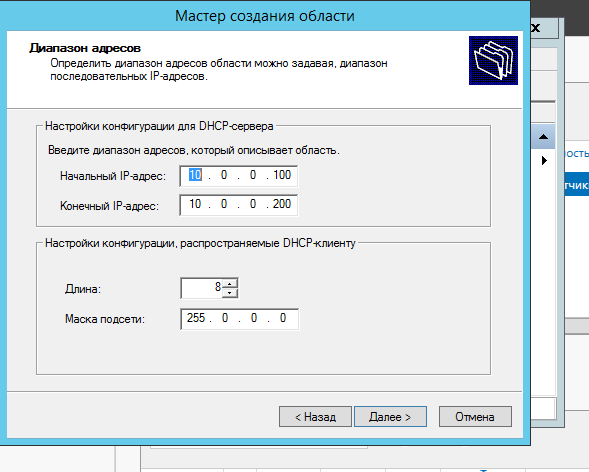 Мастер создания области
х
Диапазон адресов
Определить диапазон адресов области можно задавая, диапазон
последовательных IP-адресов.
Настройки конфигурации для DHCP-сервера
Введите диапазон адресов, который описывает область.
Начальный IP-адрес: 10 . 0 . 0 . 100
Конечный IP-адрес: 10 . 0 . 0 . 200
Настройки конфигурации, распространяемые DHCP-клиенту
Длина: 8
Маска подсети: 255 . 0 . 0 . 0
< Назад Далее > Отмена
ность
тчик